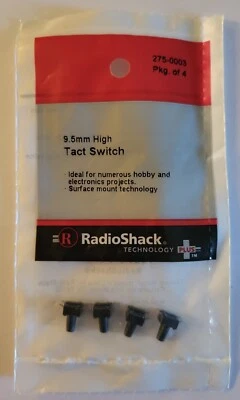 275-0003
Pkg. of 4
9.5mm High
Tact Switch
· Ideal for numerous hobby and
electronics projects.
· Surface mount technology
R RadioShack®
TECHNOLOGY PLUS™